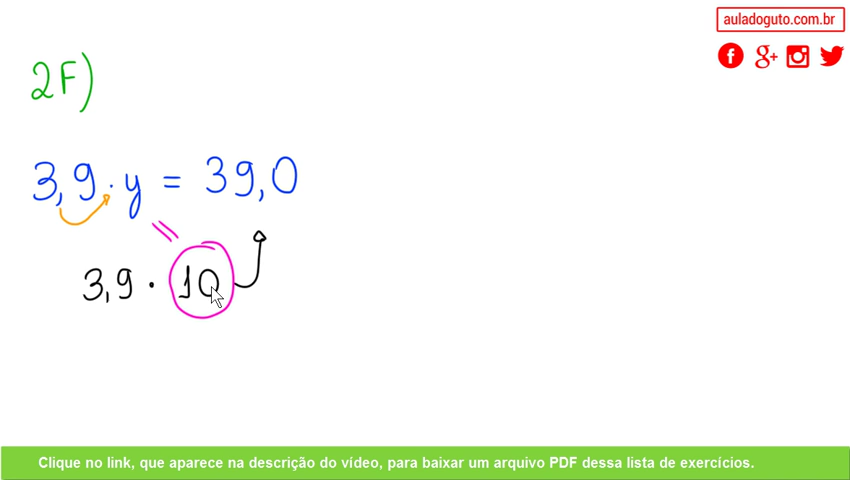 auladoguto.com.br
2F)
3,9 · y = 39,0
3,9 · 10
Clique no link, que aparece na descrição do vídeo, para baixar um arquivo PDF dessa lista de exercícios.